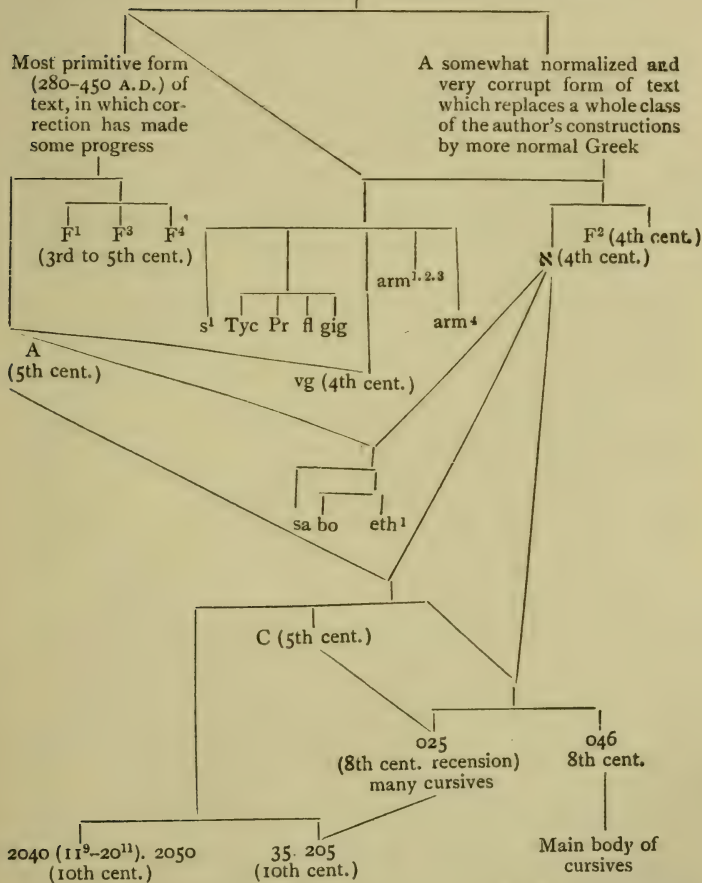 Most primitive form
(280–450 A.D.) of
text, in which cor-
rection has made
some progress
A somewhat normalized and
very corrupt form of text
which replaces a whole class
of the author's constructions
by more normal Greek
F¹ F³ F⁴
(3rd to 5th cent.)
F² (4th cent.)
א (4th cent.)
arm¹·²·³
s¹ Tyc Pr fl gig
arm⁴
A
(5th cent.)
vg (4th cent.)
sa bo eth¹
C (5th cent.)
025
(8th cent. recension)
many cursives
046
8th cent.
2040 (11⁹–20¹¹). 2050
(10th cent.)
35. 205
(10th cent.)
Main body of
cursives